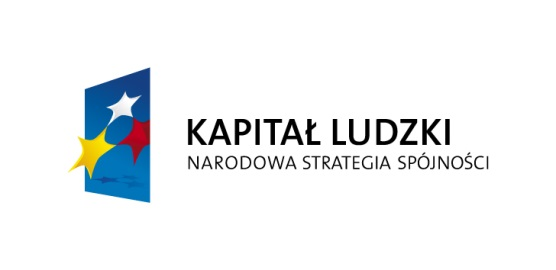 KAPITAŁ LUDZKI
NARODOWA STRATEGIA SPÓJNOŚCI